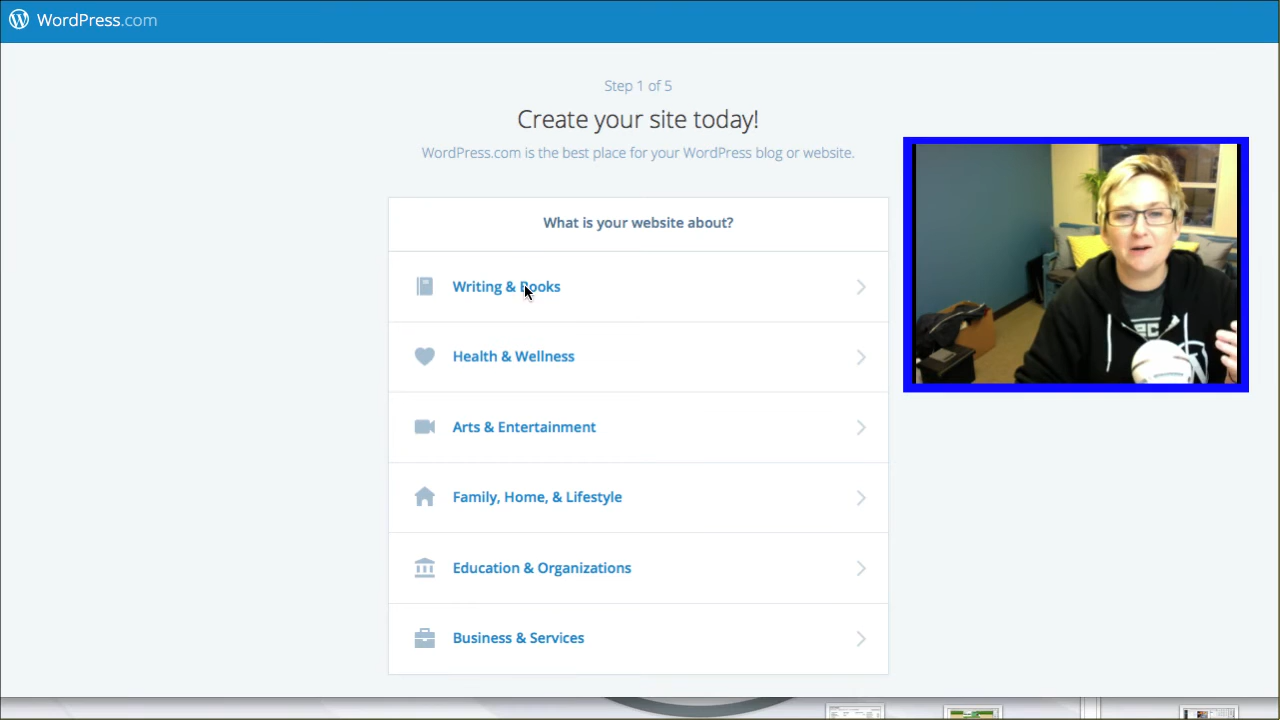 WordPress.com
Step 1 of 5
Create your site today!
WordPress.com is the best place for your WordPress blog or website.
What is your website about?
Writing & Books
Health & Wellness
Arts & Entertainment
Family, Home, & Lifestyle
Education & Organizations
Business & Services